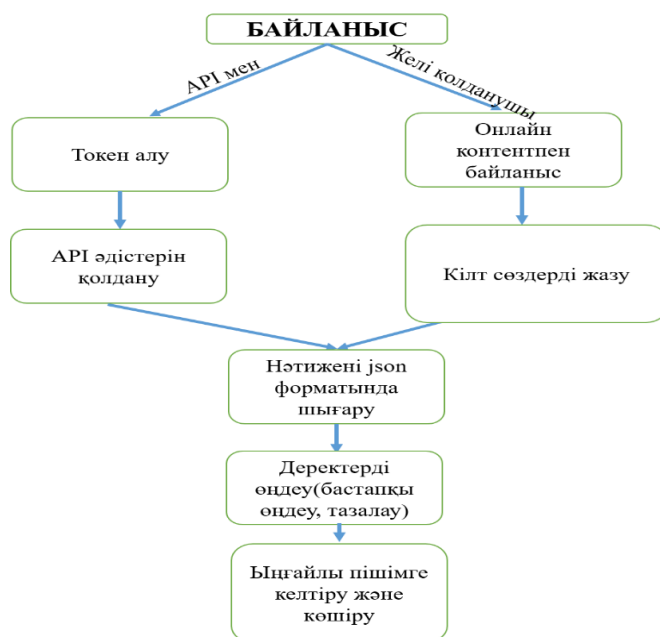 БАЙЛАНЫС
API мен
Желі колданушы
Токен алу
Онлайн
контентпен
байланыс
API әдістерін
қолдану
Кілт сөздерді жазу
Нәтижені json
форматында
шығару
Деректерді
өңдеу(бастапқы
өңдеу, тазалау)
Ыңғайлы пішімге
келтіру және
көшіру